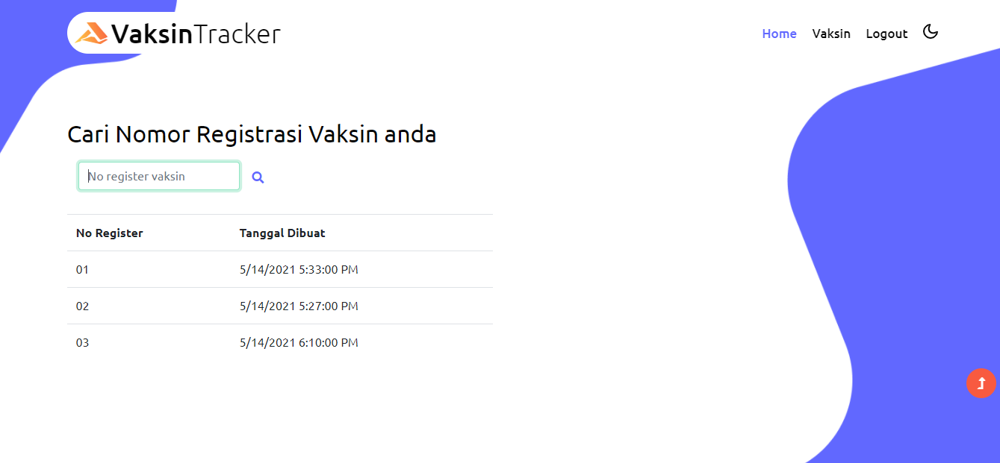 VaksinTracker
Home Vaksin Logout
Cari Nomor Registrasi Vaksin anda
No register vaksin
No Register Tanggal Dibuat
01 5/14/2021 5:33:00 PM
02 5/14/2021 5:27:00 PM
03 5/14/2021 6:10:00 PM